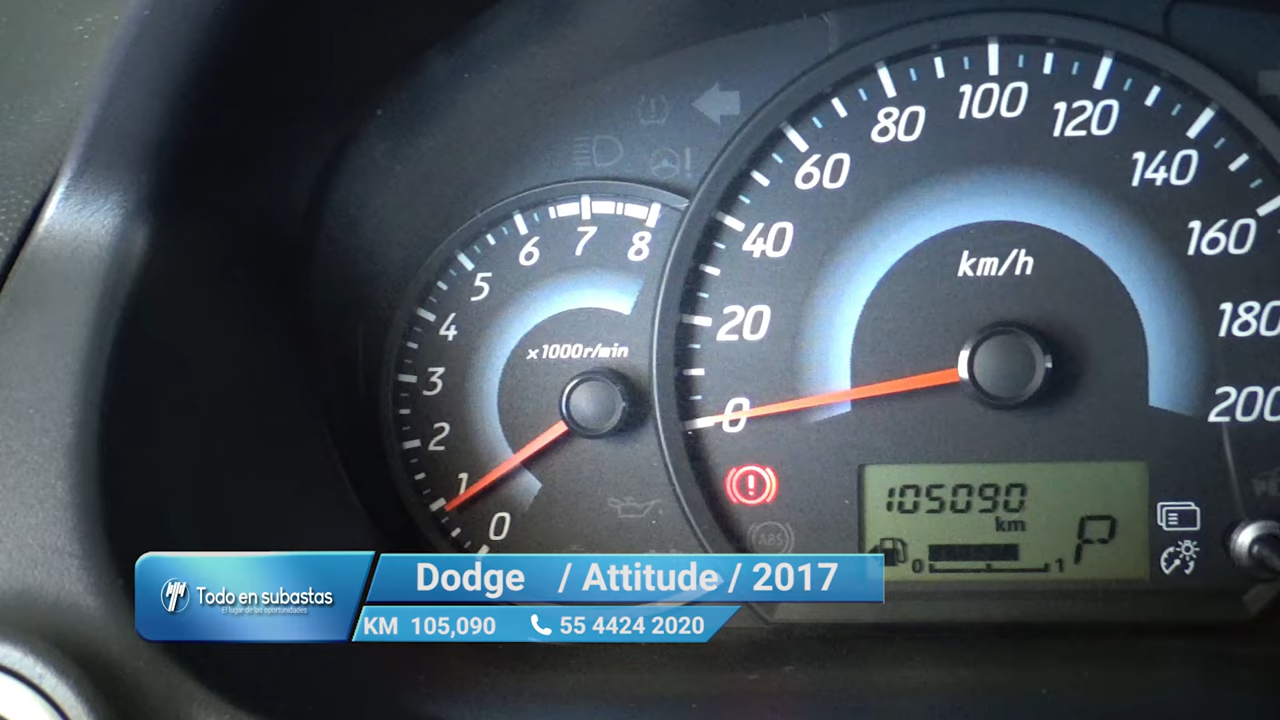 80 100 120
60 140
40 160
20 180
0 200
km/h
6 7 8
5
4
3
2
1
0
x1000r/min
ABS
105090
km
P
0 1
Todo en subastas
El lugar de las oportunidades
Dodge / Attitude / 2017
KM 105,090 55 4424 2020